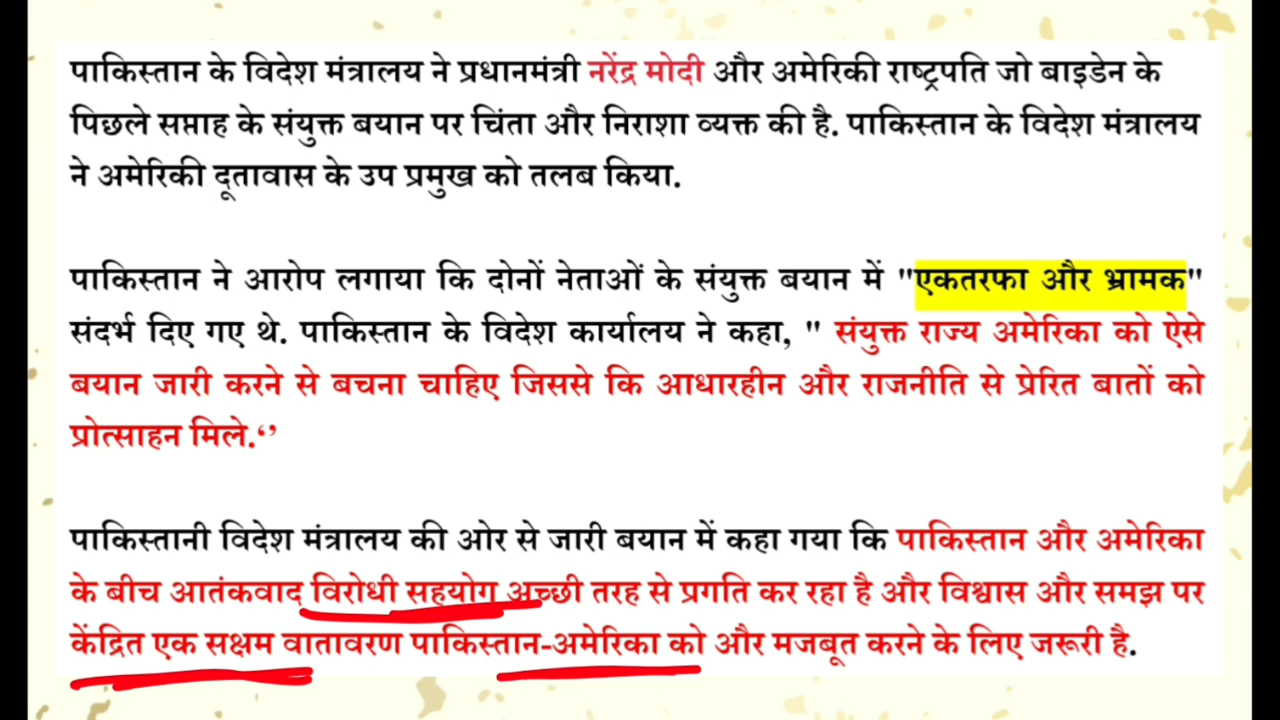 पाकिस्तान के विदेश मंत्रालय ने प्रधानमंत्री नरेंद्र मोदी और अमेरिकी राष्ट्रपति जो बाइडेन के
पिछले सप्ताह के संयुक्त बयान पर चिंता और निराशा व्यक्त की है. पाकिस्तान के विदेश मंत्रालय
ने अमेरिकी दूतावास के उप प्रमुख को तलब किया.
पाकिस्तान ने आरोप लगाया कि दोनों नेताओं के संयुक्त बयान में "एकतरफा और भ्रामक"
संदर्भ दिए गए थे. पाकिस्तान के विदेश कार्यालय ने कहा, " संयुक्त राज्य अमेरिका को ऐसे
बयान जारी करने से बचना चाहिए जिससे कि आधारहीन और राजनीति से प्रेरित बातों को
प्रोत्साहन मिले.‘’
पाकिस्तानी विदेश मंत्रालय की ओर से जारी बयान में कहा गया कि पाकिस्तान और अमेरिका
के बीच आतंकवाद विरोधी सहयोग अच्छी तरह से प्रगति कर रहा है और विश्वास और समझ पर
केंद्रित एक सक्षम वातावरण पाकिस्तान-अमेरिका को और मजबूत करने के लिए जरूरी है.